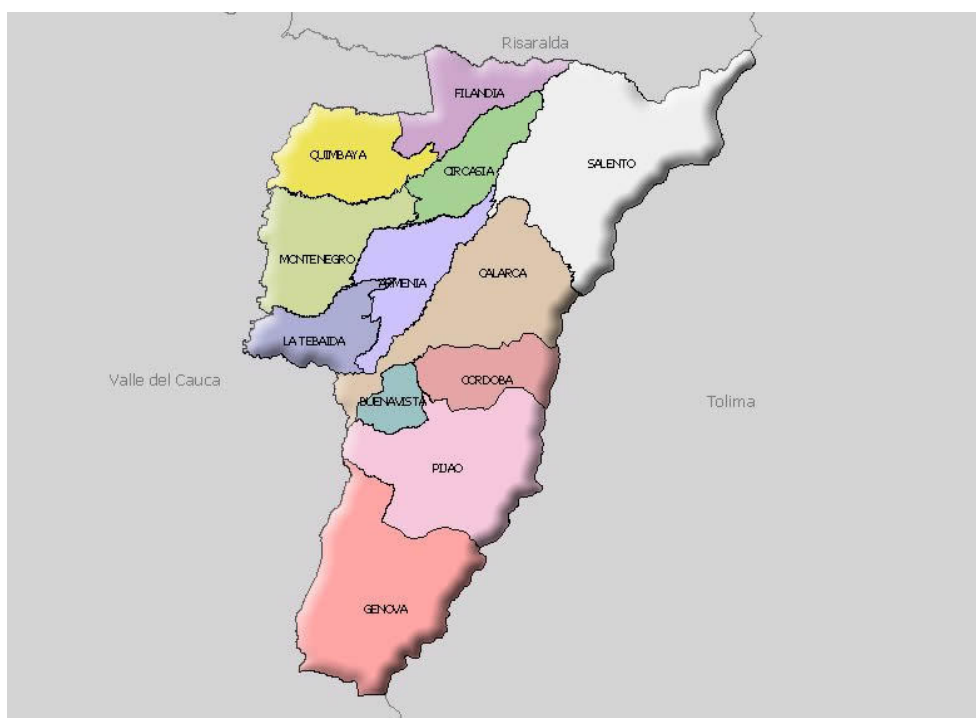 Risaralda
FILANDIA
QUIMBAYA
CIRCASIA
SALENTO
MONTENEGRO
ARMENIA
CALARCA
LA TEBAIDA
Valle del Cauca
CORDOBA
BUENAVISTA
Tolima
PIJAO
GENOVA